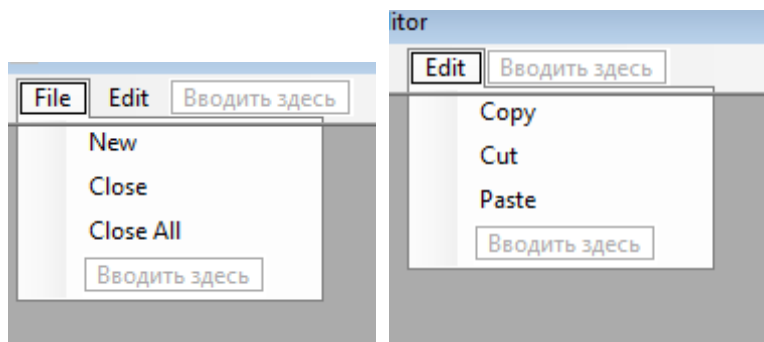 File Edit Вводить здесь
New
Close
Close All
Вводить здесь
itor
Edit Вводить здесь
Copy
Cut
Paste
Вводить здесь